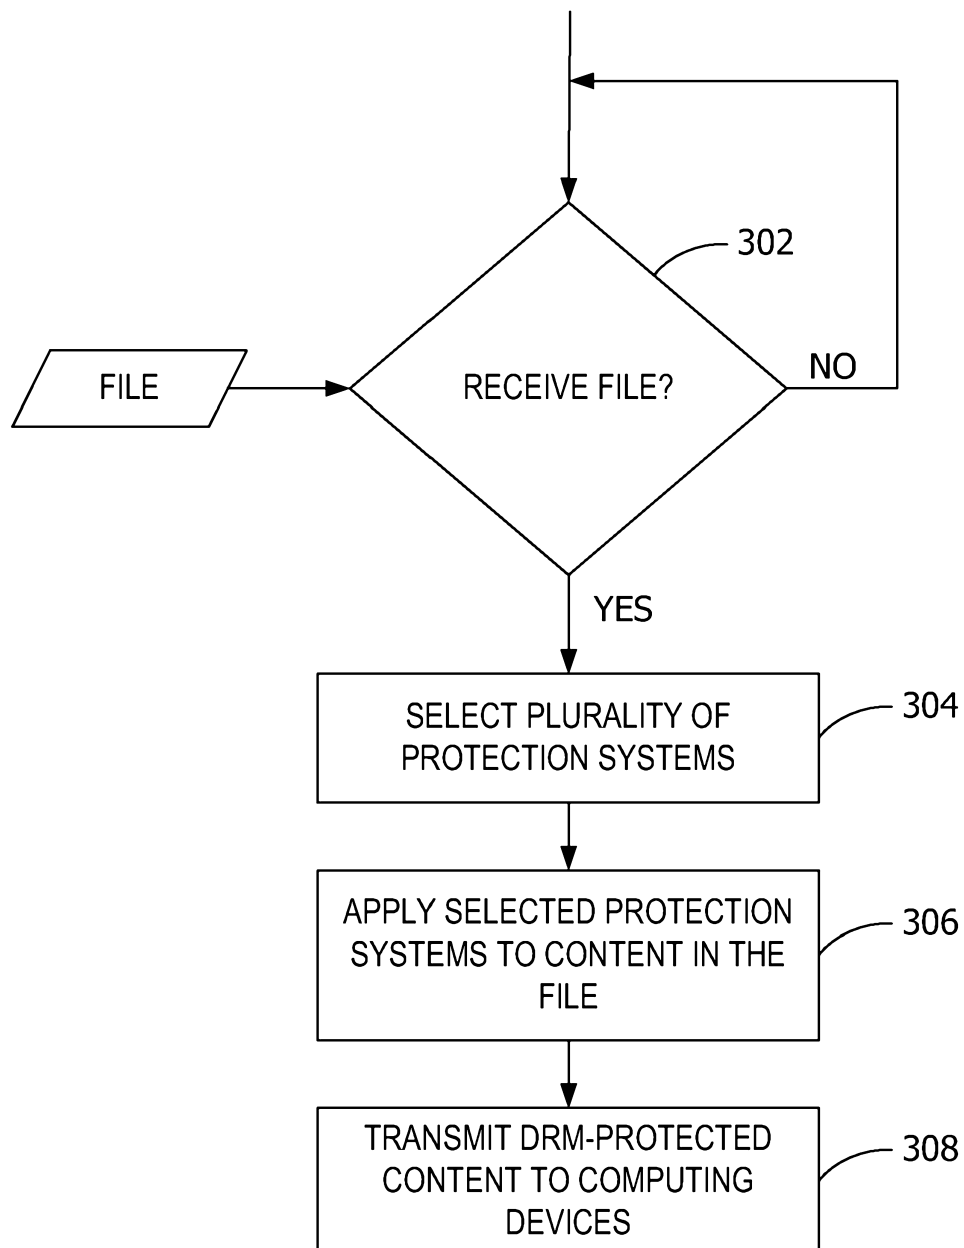 302
NO
FILE
RECEIVE FILE?
YES
SELECT PLURALITY OF
PROTECTION SYSTEMS
304
APPLY SELECTED PROTECTION
SYSTEMS TO CONTENT IN THE
FILE
306
TRANSMIT DRM-PROTECTED
CONTENT TO COMPUTING
DEVICES
308